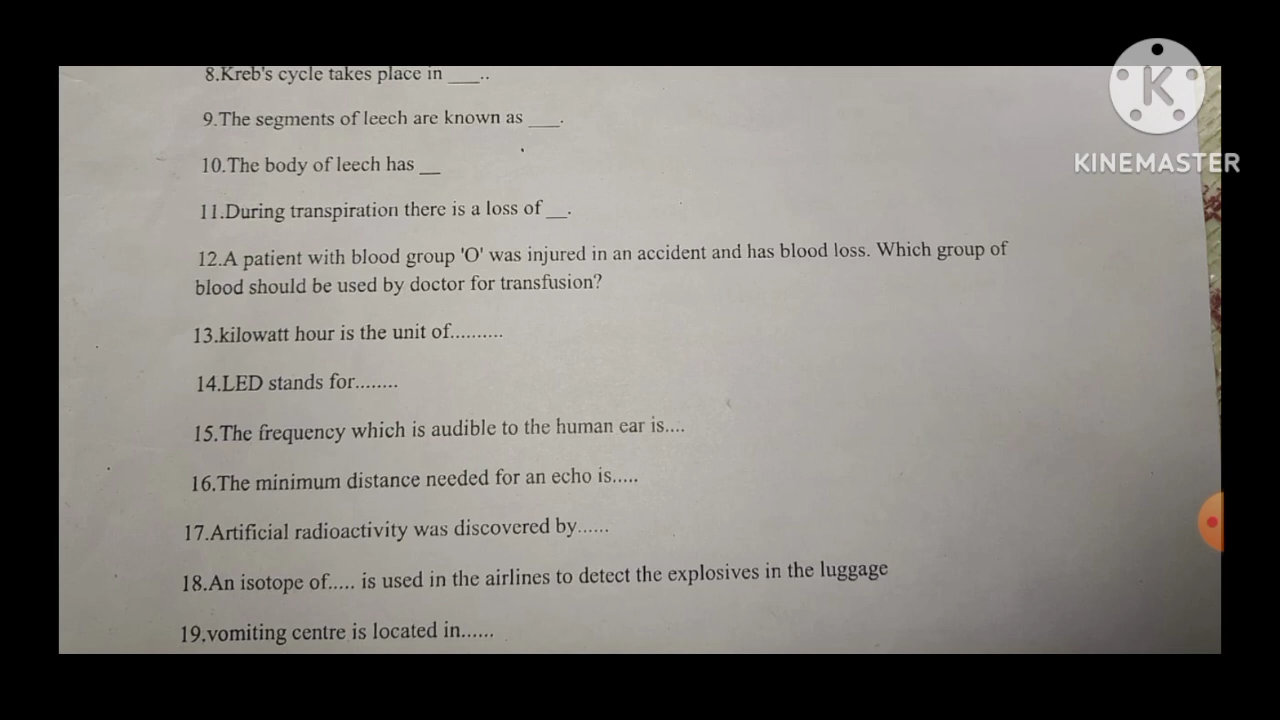 8.Kreb's cycle takes place in ___..
9.The segments of leech are known as ___.
10.The body of leech has __
11.During transpiration there is a loss of __.
12.A patient with blood group 'O' was injured in an accident and has blood loss. Which group of
blood should be used by doctor for transfusion?
13.kilowatt hour is the unit of..........
14.LED stands for........
15.The frequency which is audible to the human ear is....
16.The minimum distance needed for an echo is.....
17.Artificial radioactivity was discovered by......
18.An isotope of..... is used in the airlines to detect the explosives in the luggage
19.vomiting centre is located in......
K
KINEMASTER